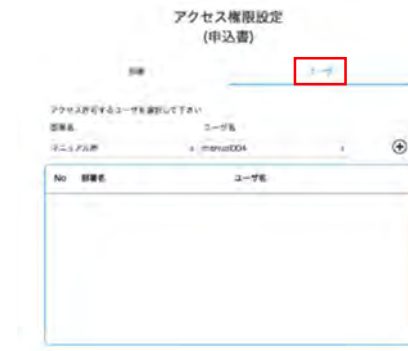 アクセス権限設定
(申込書)
部署 ユーザ
アクセス許可するユーザを選択して下さい
部署名 ユーザ名
マニュアル部 manual004
No 部署名 ユーザ名